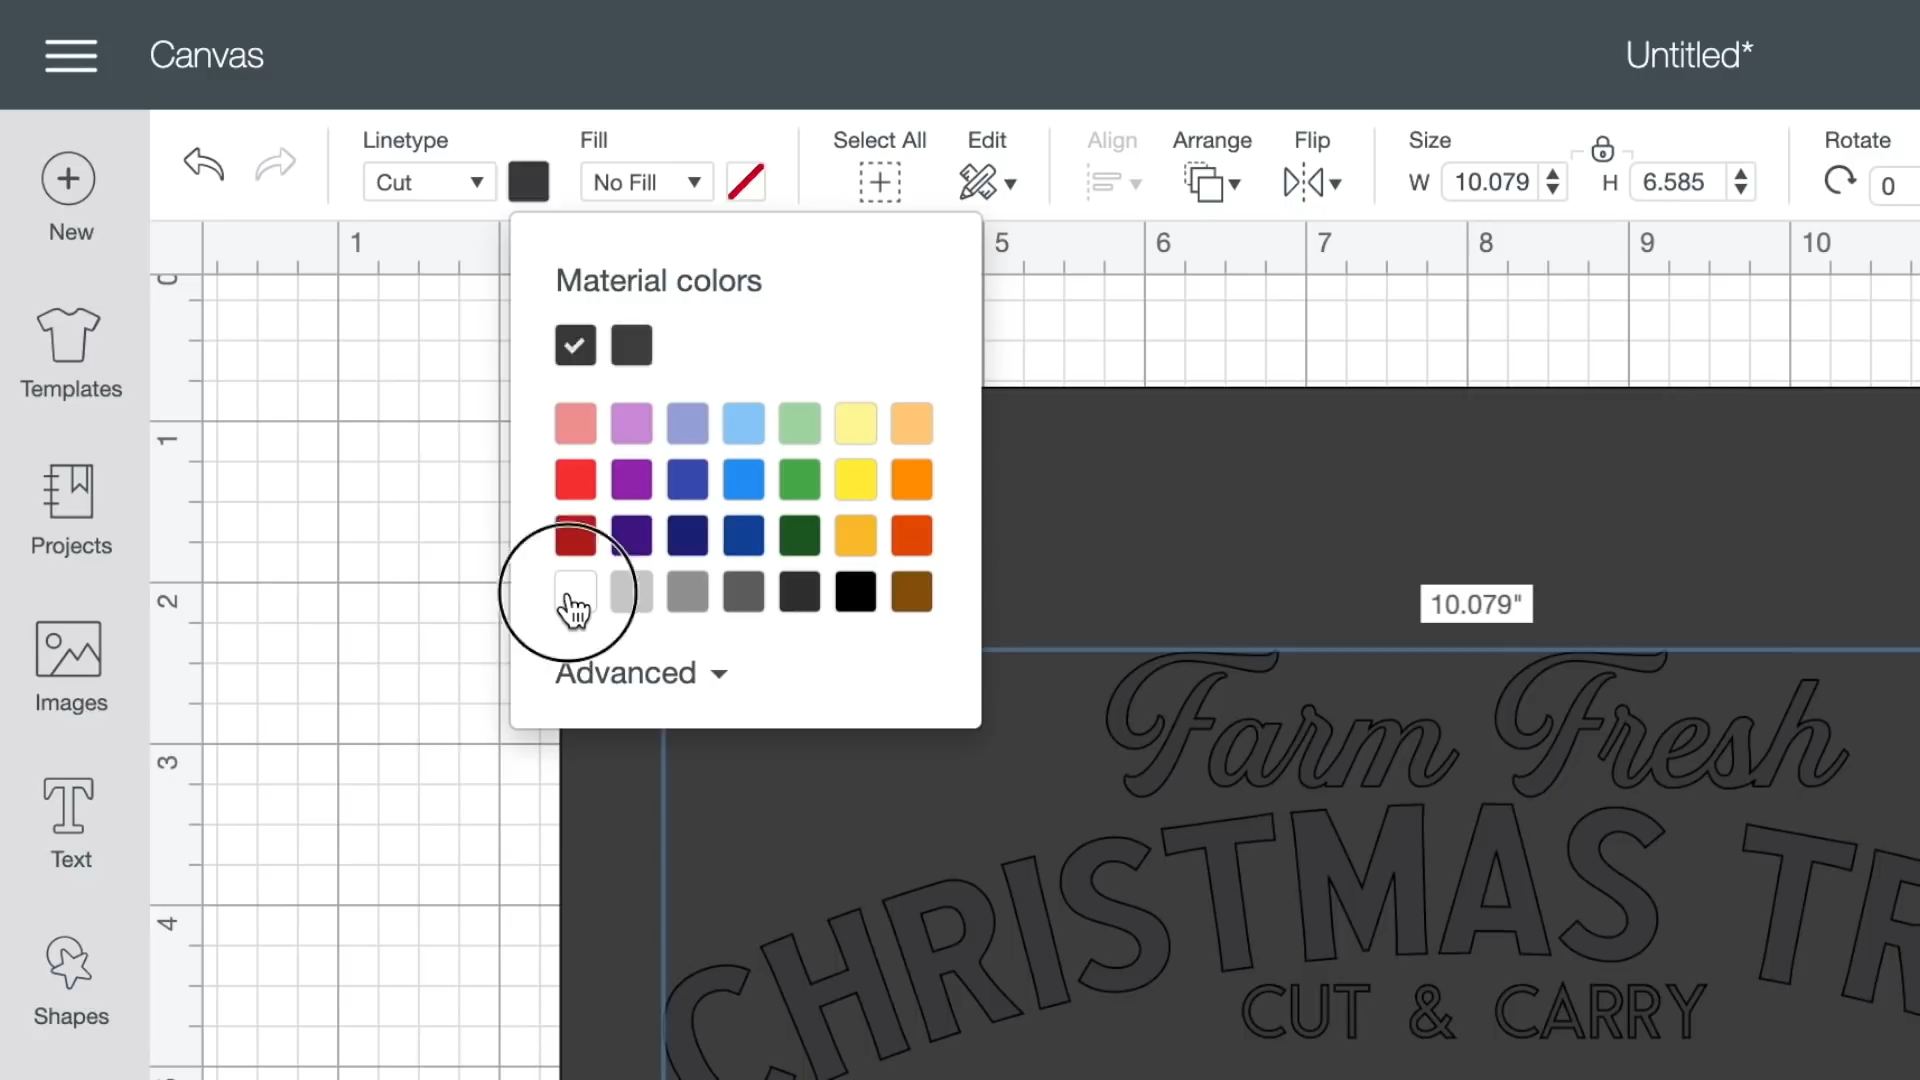 Canvas
Untitled*
New
Templates
Projects
Images
Text
Shapes
Linetype
Cut
Fill
No Fill
Select All
Edit
Align
Arrange
Flip
Size
W 10.079
H 6.585
Rotate
0
1
5 6 7 8 9 10
0
1
2
3
4
Material colors
Advanced
10.079"
Farm Fresh
CHRISTMAS TR
CUT & CARRY